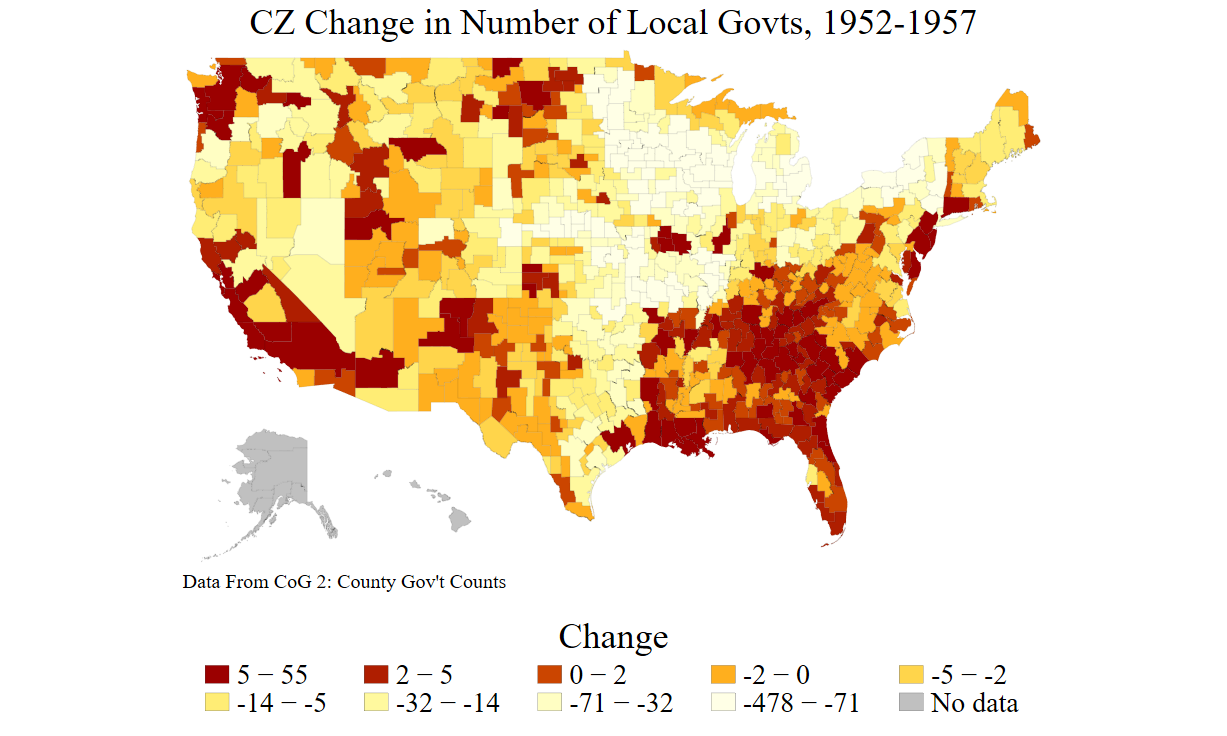 CZ Change in Number of Local Govts, 1952-1957
Data From CoG 2: County Gov't Counts
Change
5 − 55
2 − 5
0 − 2
-2 − 0
-5 − -2
-14 − -5
-32 − -14
-71 − -32
-478 − -71
No data